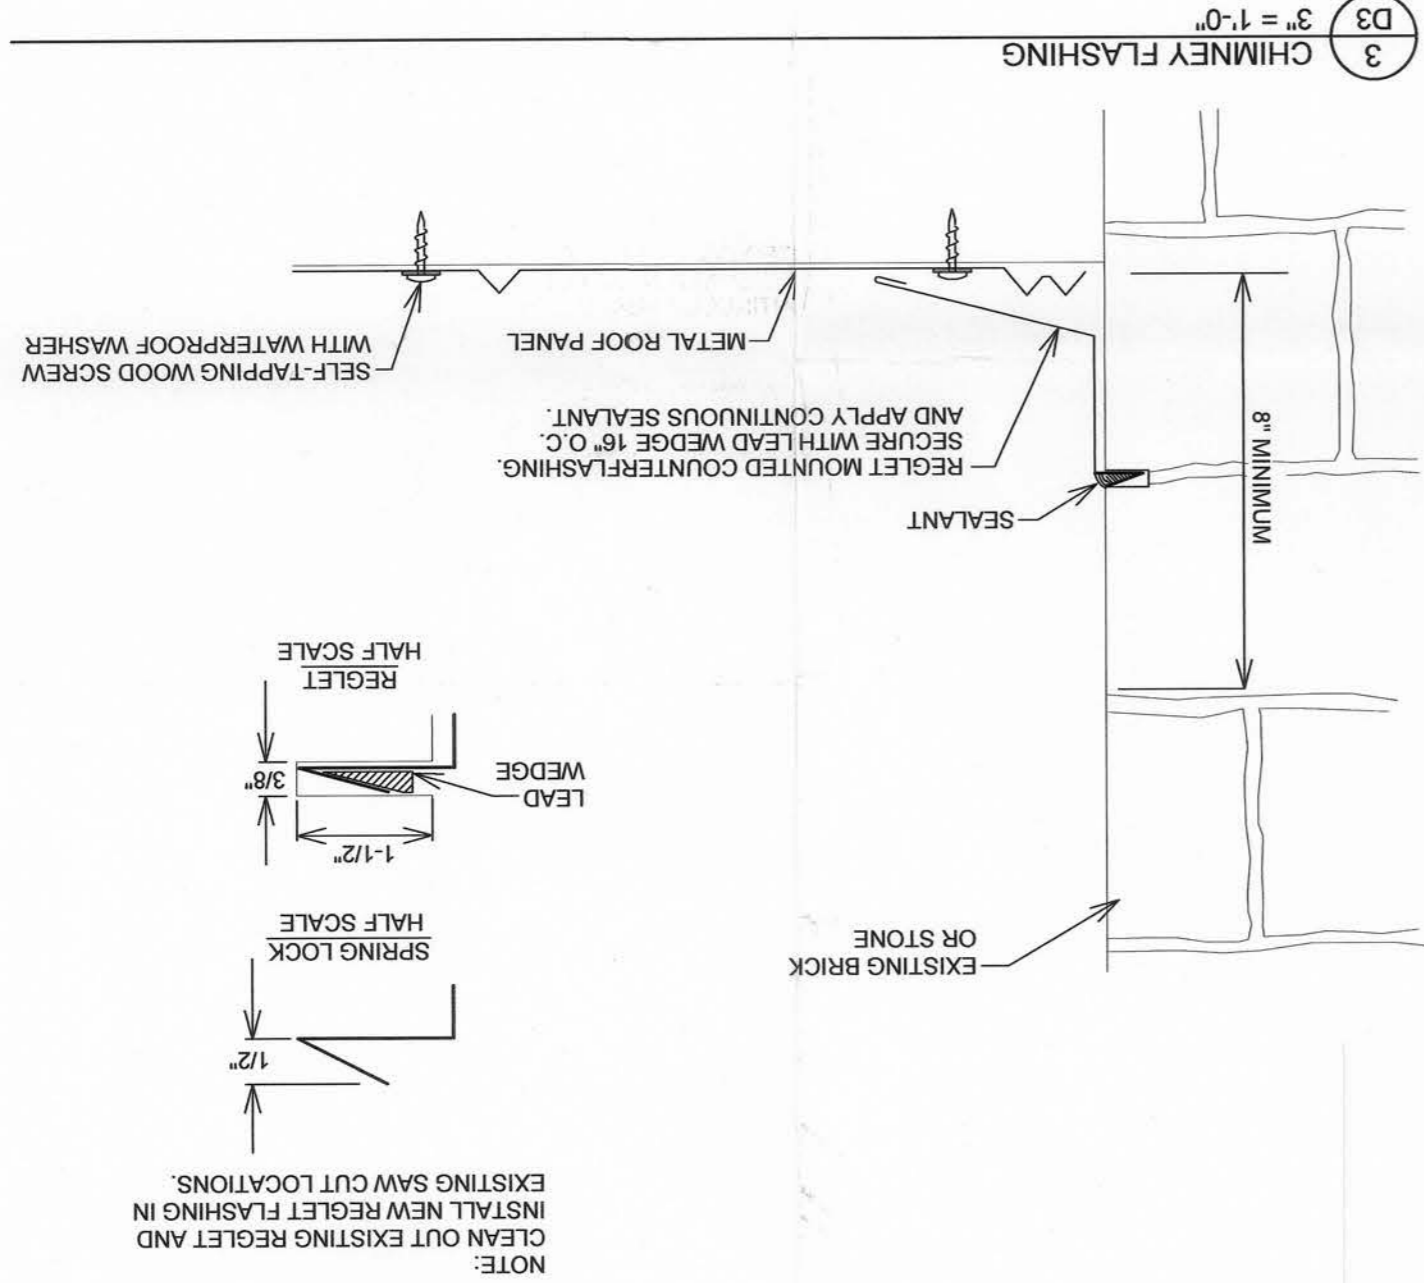 NOTE:
CLEAN OUT EXISTING REGLET AND
INSTALL NEW REGLET FLASHING IN
EXISTING SAW CUT LOCATIONS.
1/2"
SPRING LOCK
HALF SCALE
EXISTING BRICK
OR STONE
1-1/2"
LEAD
WEDGE
3/8"
REGLET
HALF SCALE
SEALANT
8" MINIMUM
REGLET MOUNTED COUNTERFLASHING.
SECURE WITH LEAD WEDGE 16" O.C.
AND APPLY CONTINUOUS SEALANT.
METAL ROOF PANEL
SELF-TAPPING WOOD SCREW
WITH WATERPROOF WASHER
3
CHIMNEY FLASHING
D3
3" = 1'-0"